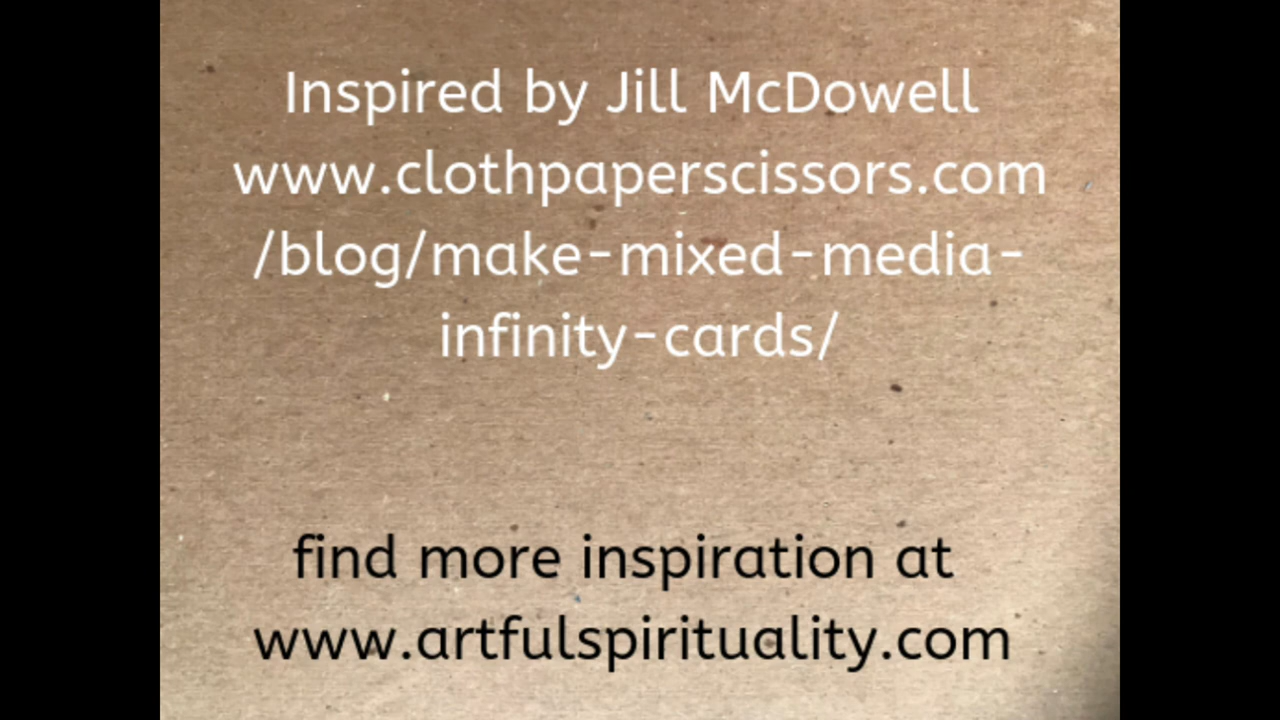 Inspired by Jill McDowell
www.clothpaperscissors.com
/blog/make-mixed-media-
infinity-cards/
find more inspiration at
www.artfulspirituality.com